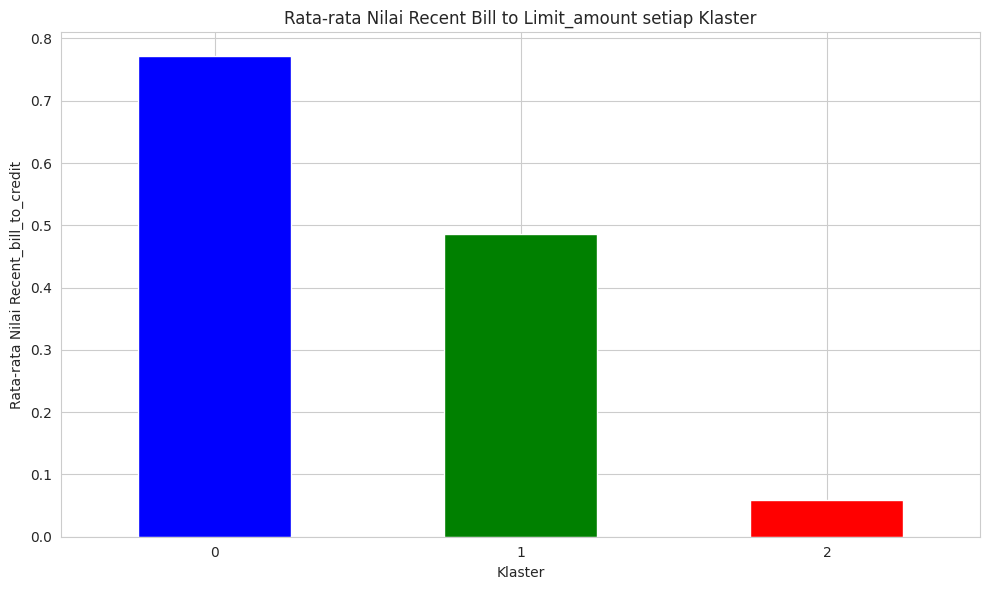 Rata-rata Nilai Recent Bill to Limit_amount setiap Klaster
Rata-rata Nilai Recent_bill_to_credit
0.8
0.7
0.6
0.5
0.4
0.3
0.2
0.1
0.0
0 1 2
Klaster